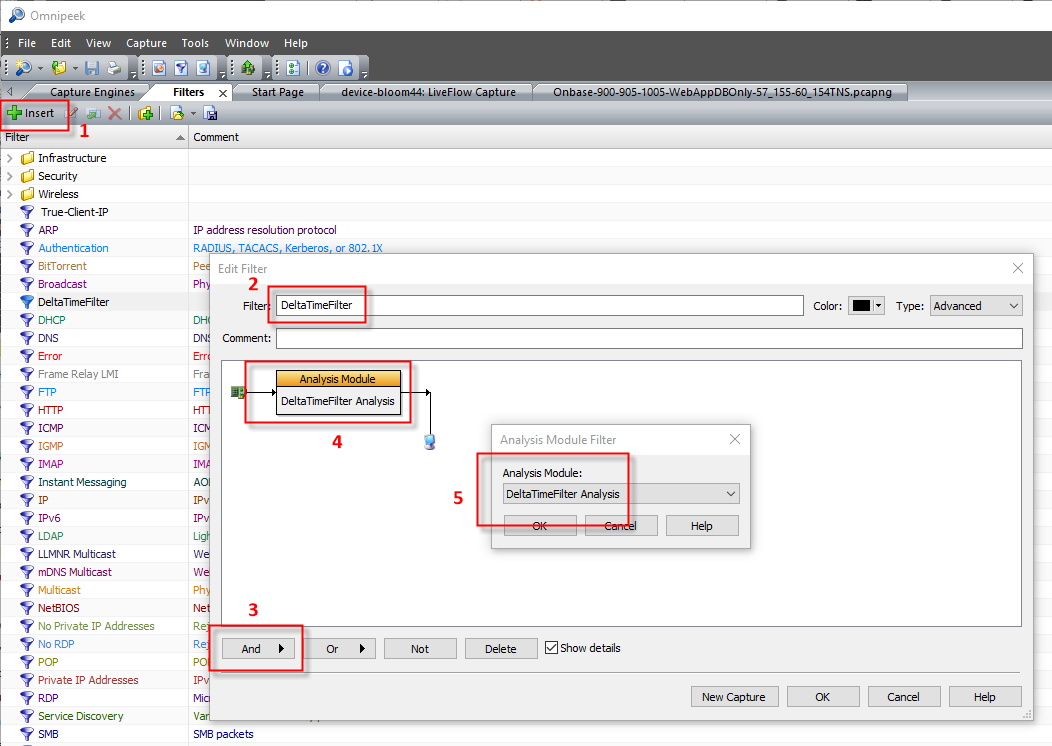 Omnipeek
File Edit View Capture Tools Window Help
Capture Engines Filters Start Page device-bloom44: LiveFlow Capture Onbase-900-905-1005-WebAppDBOnly-57_155-60_154TNS.pcapng
Insert
1
Filter Comment
Infrastructure
Security
Wireless
True-Client-IP
ARP IP address resolution protocol
Authentication RADIUS, TACACS, Kerberos, or 802.1X
BitTorrent Pee
Broadcast Phy
DeltaTimeFilter
DHCP DHC
DNS DNS
Error Erro
Frame Relay LMI Fra
FTP FTP
HTTP HTT
ICMP ICM
IGMP IGM
IMAP IMA
Instant Messaging AOL
IP IPv
IPv6 IPv
LDAP Ligh
LLMNR Multicast We
mDNS Multicast We
Multicast Phy
NetBIOS Net
No Private IP Addresses Rej
No RDP Rej
POP POP
Private IP Addresses IPv
RDP Mic
Service Discovery Var
SMB SMB packets
Edit Filter
2
Filter: DeltaTimeFilter Color: Type: Advanced
Comment:
Analysis Module
DeltaTimeFilter Analysis
4
Analysis Module Filter
Analysis Module:
5
DeltaTimeFilter Analysis
OK Cancel Help
3
And Or Not Delete Show details
New Capture OK Cancel Help